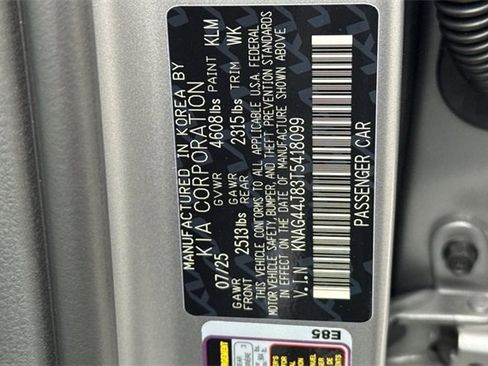 MANUFACTURED IN KOREA BY
KIA CORPORATION
07/25 GVWR 4608lbs PAINT KLM
GAWR FRONT 2513lbs GAWR REAR 2315lbs TRIM WK
THIS VEHICLE CONFORMS TO ALL APPLICABLE U.S.A. FEDERAL
MOTOR VEHICLE SAFETY, BUMPER, AND THEFT PREVENTION STANDARDS
IN EFFECT ON THE DATE OF MANUFACTURE SHOWN ABOVE
V.I.N KNAG44J83T5418099
PASSENGER CAR
E85